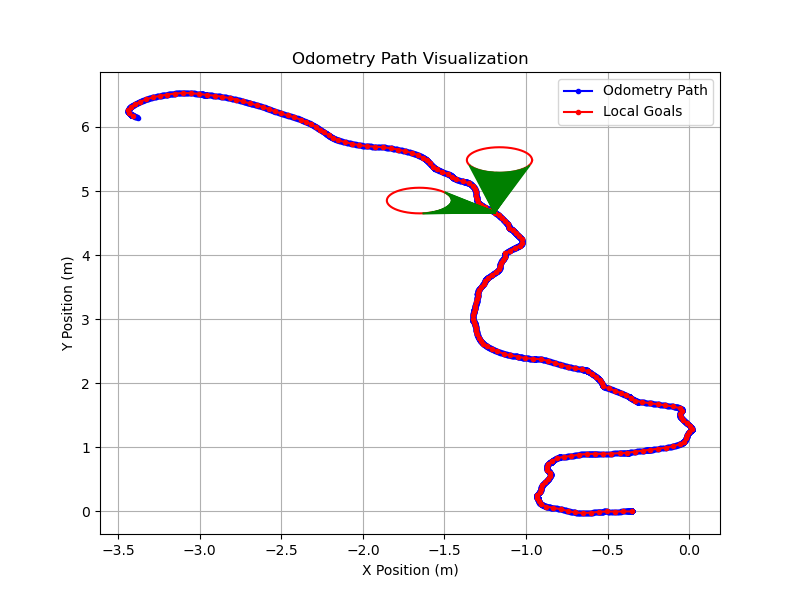 Odometry Path Visualization
Odometry Path
Local Goals
Y Position (m)
6
5
4
3
2
1
0
−3.5 −3.0 −2.5 −2.0 −1.5 −1.0 −0.5 0.0
X Position (m)